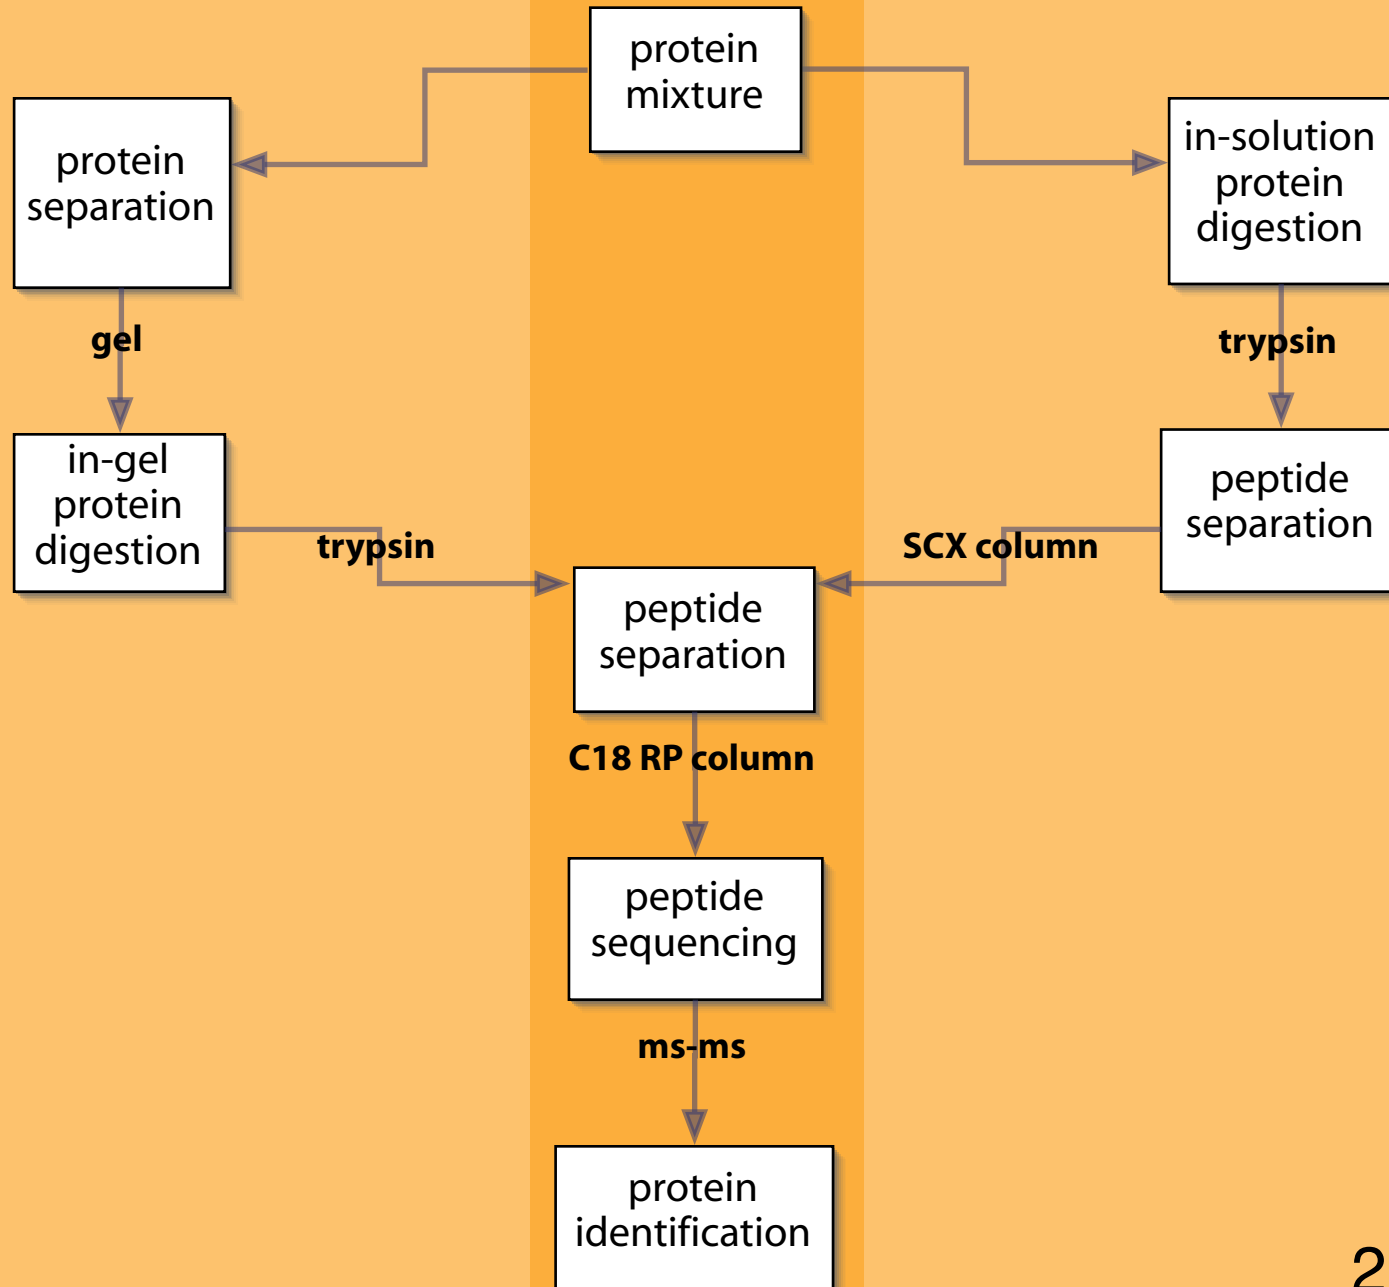 protein
mixture
protein
separation
in-solution
protein
digestion
gel
trypsin
in-gel
protein
digestion
peptide
separation
trypsin
SCX column
peptide
separation
C18 RP column
peptide
sequencing
ms-ms
protein
identification
2